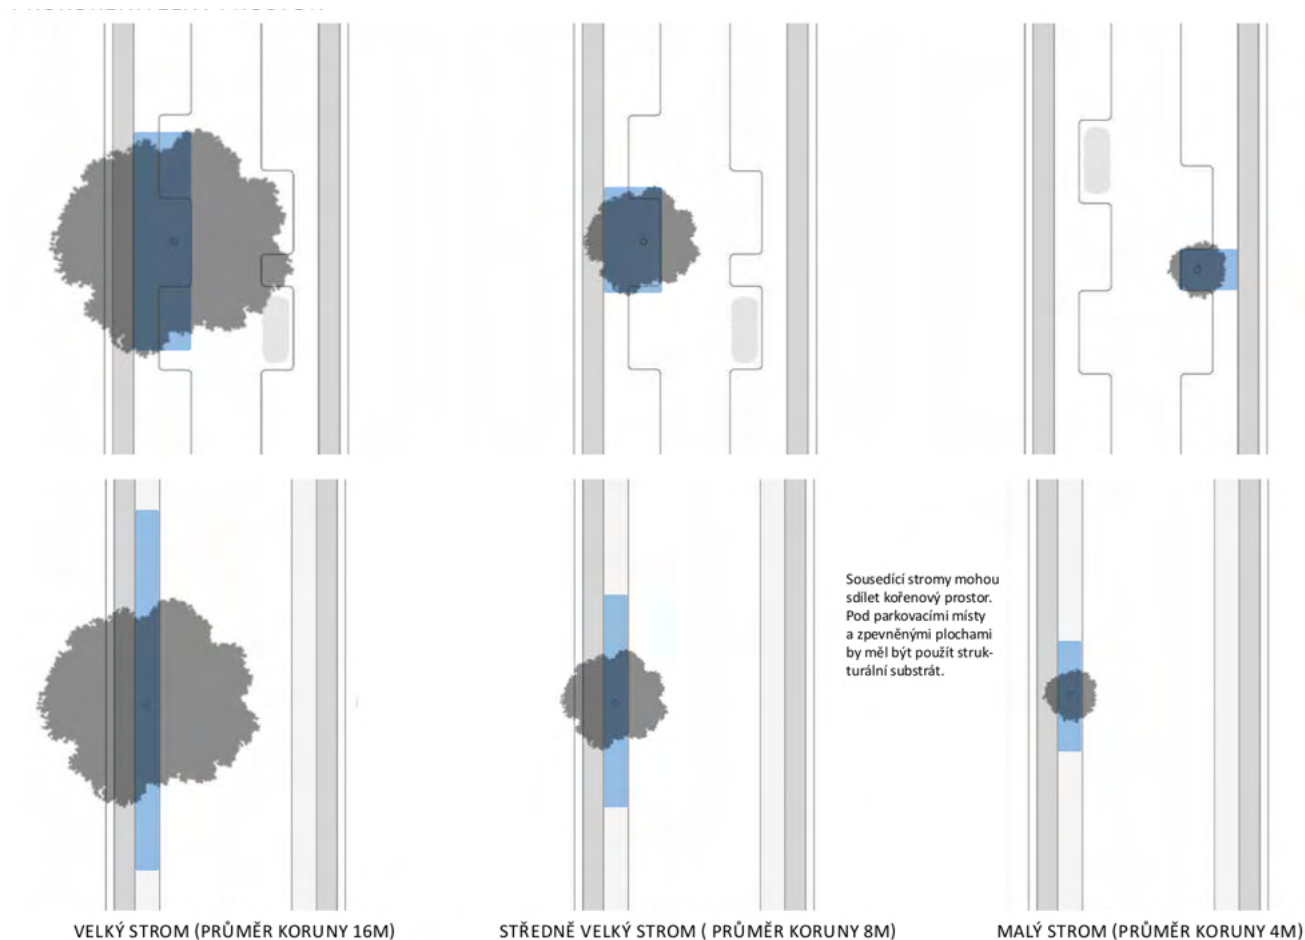 Sousedící stromy mohou
sdílet kořenový prostor.
Pod parkovacími místy
a zpevněnými plochami
by měl být použít struk-
turální substrát.
VELKÝ STROM (PRŮMĚR KORUNY 16M)
STŘEDNĚ VELKÝ STROM ( PRŮMĚR KORUNY 8M)
MALÝ STROM (PRŮMĚR KORUNY 4M)